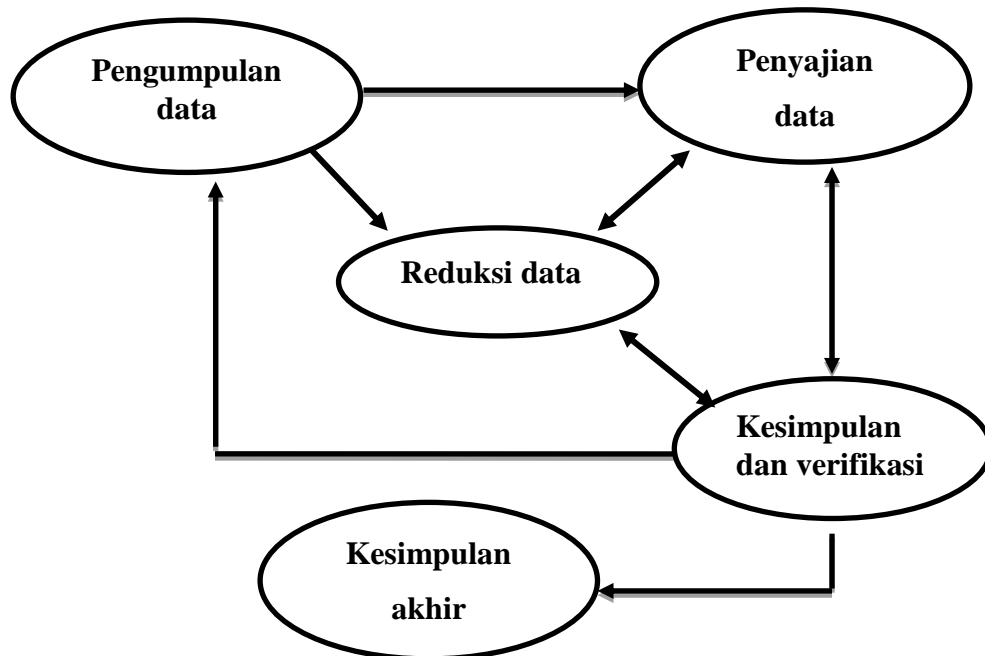 Pengumpulan
data
Penyajian
data
Reduksi data
Kesimpulan
dan verifikasi
Kesimpulan
akhir